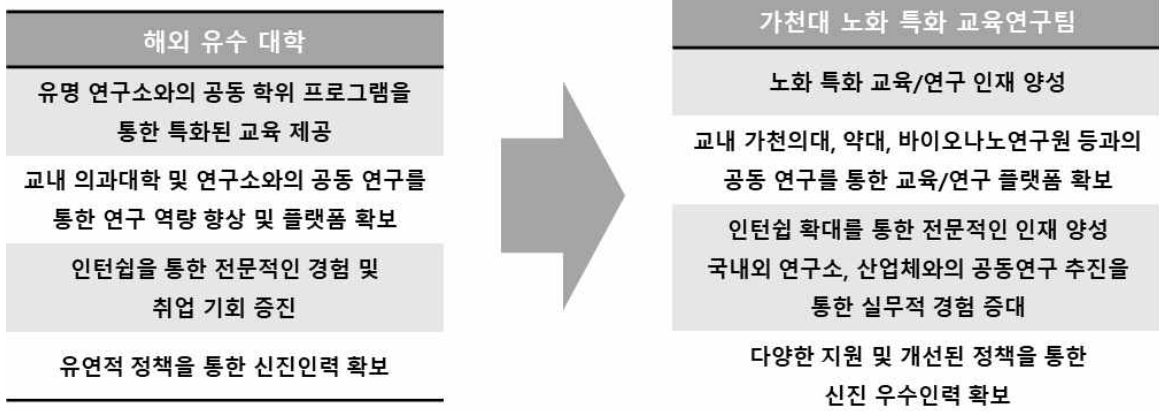 해외 유수 대학
유명 연구소와의 공동 학위 프로그램을
통한 특화된 교육 제공
교내 의과대학 및 연구소와의 공동 연구를
통한 연구 역량 향상 및 플랫폼 확보
인턴쉽을 통한 전문적인 경험 및
취업 기회 증진
유연적 정책을 통한 신진인력 확보
가천대 노화 특화 교육연구팀
노화 특화 교육/연구 인재 양성
교내 가천의대, 약대, 바이오나노연구원 등과의
공동 연구를 통한 교육/연구 플랫폼 확보
인턴쉽 확대를 통한 전문적인 인재 양성
국내외 연구소, 산업체와의 공동연구 추진을
통한 실무적 경험 증대
다양한 지원 및 개선된 정책을 통한
신진 우수인력 확보